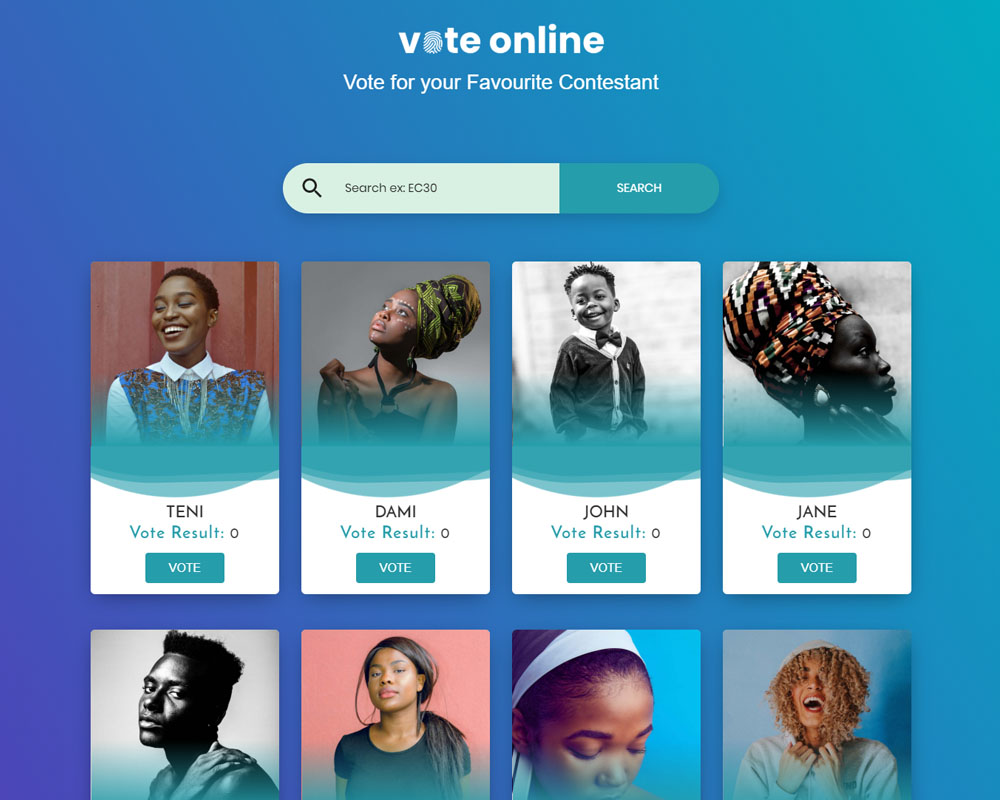 vote online
Vote for your Favourite Contestant
Search ex: EC30
SEARCH
TENI
Vote Result: 0
VOTE
DAMI
Vote Result: 0
VOTE
JOHN
Vote Result: 0
VOTE
JANE
Vote Result: 0
VOTE